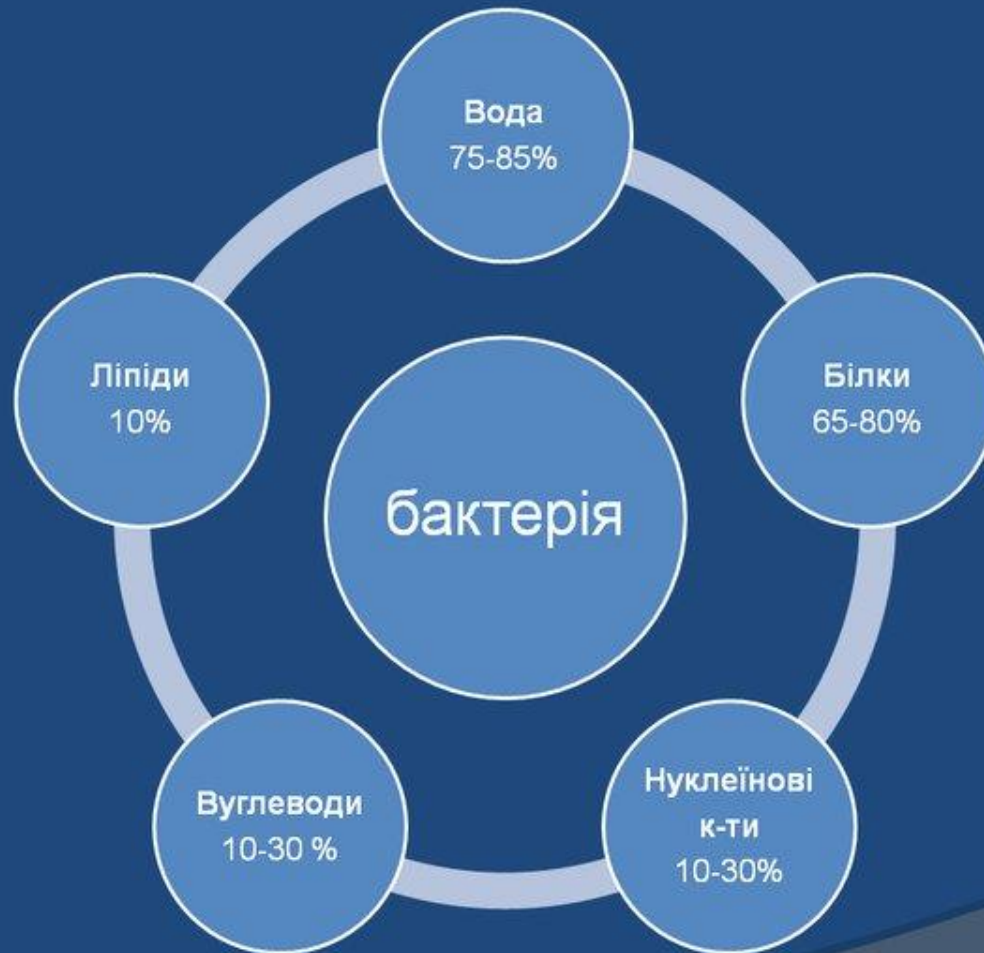 Вода
75-85%
Ліпіди
10%
Білки
65-80%
бактерія
Вуглеводи
10-30 %
Нуклеїнові
к-ти
10-30%